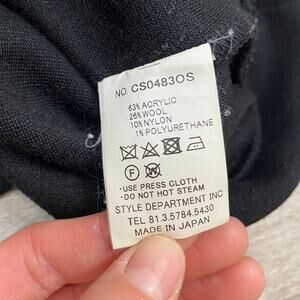 NO. CS0483OS
63% ACRYLIC
26% WOOL
10% NYLON
1% POLYURETHANE
F W
·USE PRESS CLOTH
·DO NOT HOT STEAM
STYLE DEPARTMENT INC
TEL 81.3.5784.5430
MADE IN JAPAN